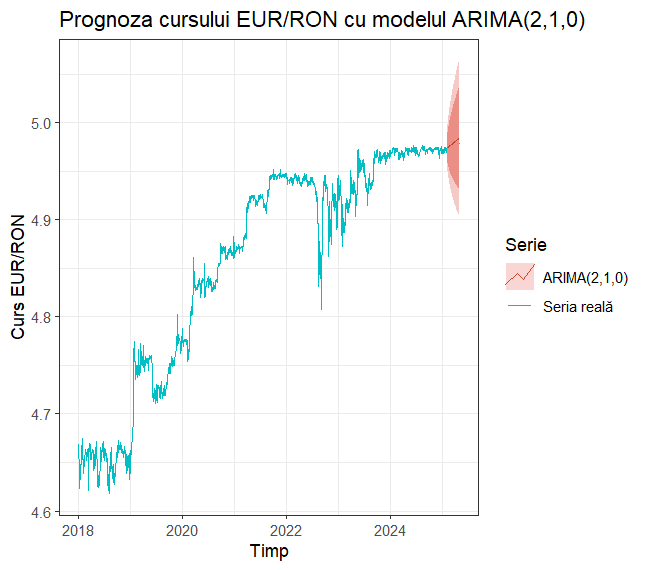 Prognoza cursului EUR/RON cu modelul ARIMA(2,1,0)
Curs EUR/RON
5.0
4.9
4.8
4.7
4.6
2018
2020
2022
2024
Timp
Serie
ARIMA(2,1,0)
Seria reală